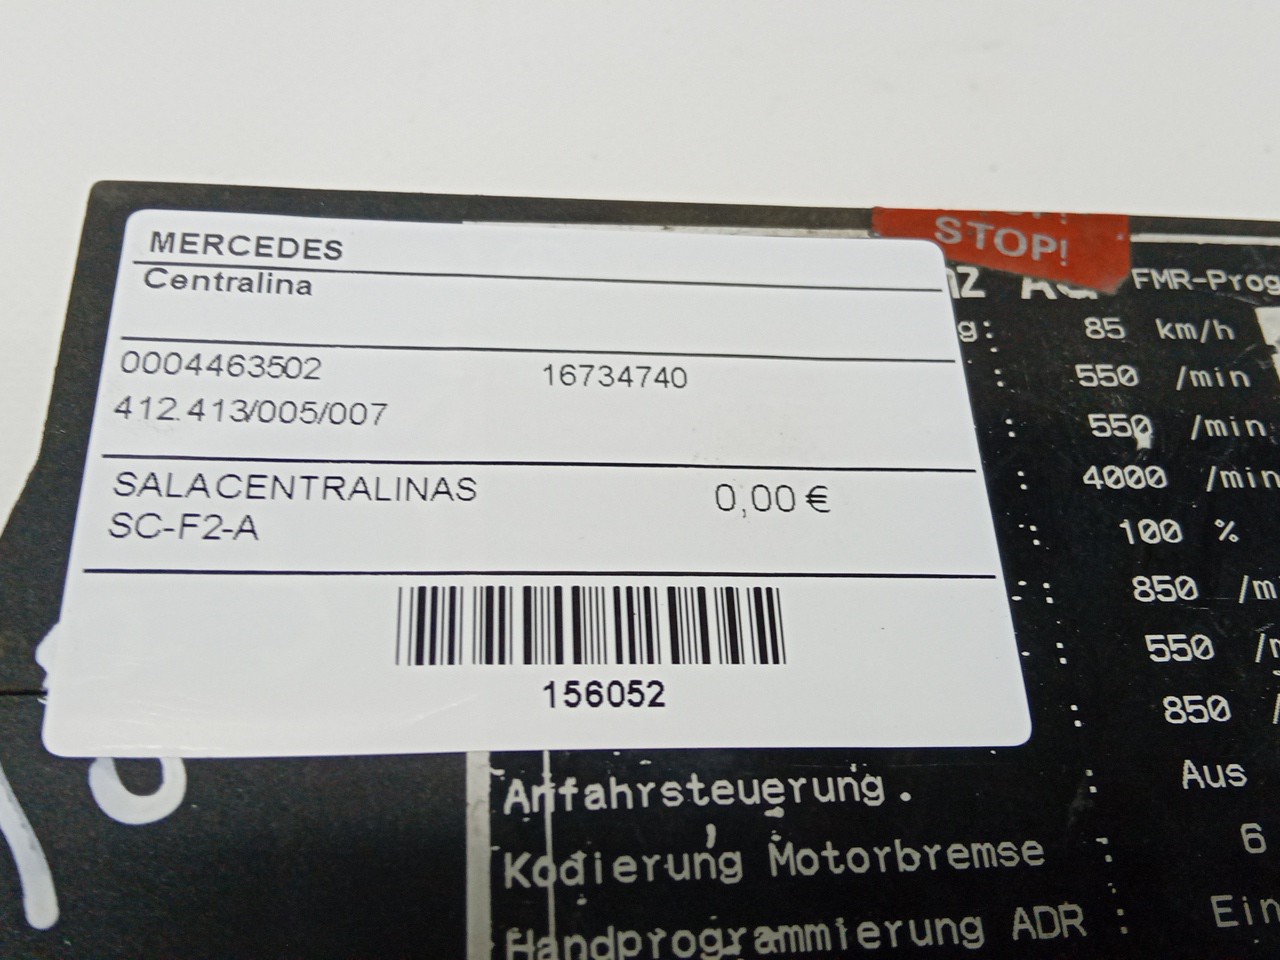 MERCEDES
Centralina
0004463502 16734740
412.413/005/007
SALACENTRALINAS 0,00 €
SC-F2-A
156052
STOP!
FMR-Prog
g: 85 km/h
: 550 /min
: 550 /min
: 4000 /min
: 100 %
: 850 /m
: 550 /m
: 850 /
Anfahrsteuerung. : Aus
Kodierung Motorbremse : 6
Handprogrammierung ADR : Ein